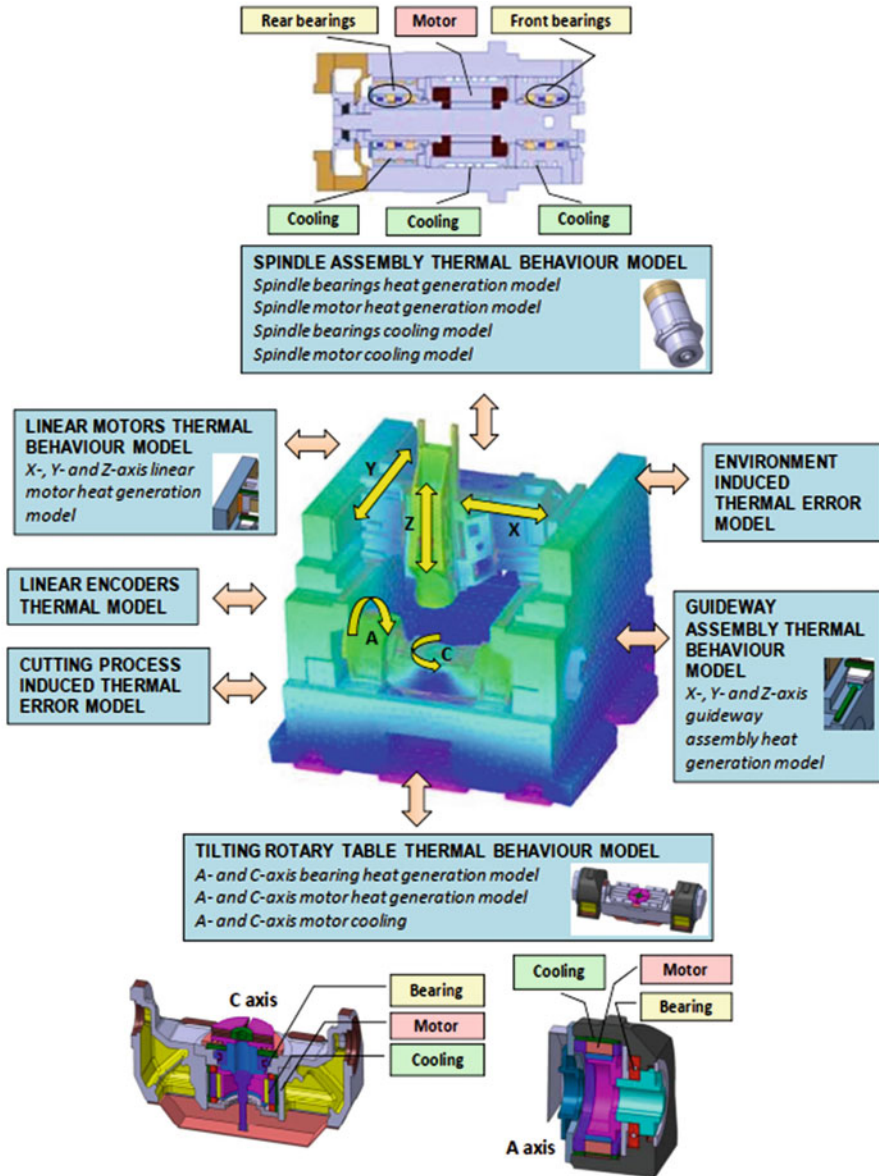 Rear bearings
Motor
Front bearings
Cooling
Cooling
Cooling
SPINDLE ASSEMBLY THERMAL BEHAVIOUR MODEL
Spindle bearings heat generation model
Spindle motor heat generation model
Spindle bearings cooling model
Spindle motor cooling model
LINEAR MOTORS THERMAL
BEHAVIOUR MODEL
X-, Y- and Z-axis linear
motor heat generation
model
Y
Z
X
ENVIRONMENT
INDUCED
THERMAL ERROR
MODEL
LINEAR ENCODERS
THERMAL MODEL
A
C
CUTTING PROCESS
INDUCED THERMAL
ERROR MODEL
GUIDEWAY
ASSEMBLY THERMAL
BEHAVIOUR
MODEL
X-, Y- and Z-axis
guideway
assembly heat
generation model
TILTING ROTARY TABLE THERMAL BEHAVIOUR MODEL
A- and C-axis bearing heat generation model
A- and C-axis motor heat generation model
A- and C-axis motor cooling
C axis
Bearing
Motor
Cooling
Cooling
Motor
Bearing
A axis